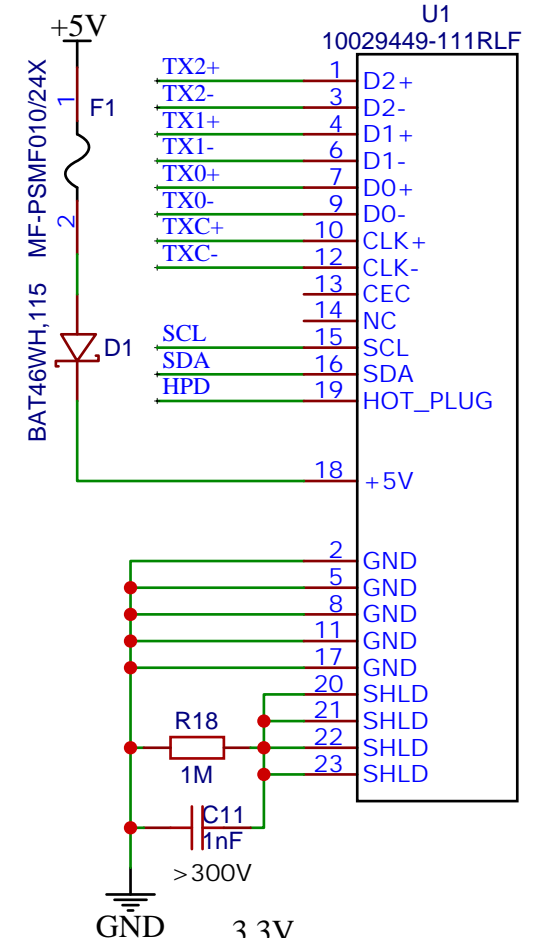 U1
10029449-111RLF
+5V
1
F1
MF-PSMF010/24X
2
BAT46WH,115
D1
TX2+ 1 D2+
TX2- 3 D2-
TX1+ 4 D1+
TX1- 6 D1-
TX0+ 7 D0+
TX0- 9 D0-
TXC+ 10 CLK+
TXC- 12 CLK-
13 CEC
14 NC
SCL 15 SCL
SDA 16 SDA
HPD 19 HOT_PLUG
18 +5V
2 GND
5 GND
8 GND
11 GND
17 GND
20 SHLD
21 SHLD
22 SHLD
23 SHLD
R18
1M
C11
1nF
>300V
GND
3.3V